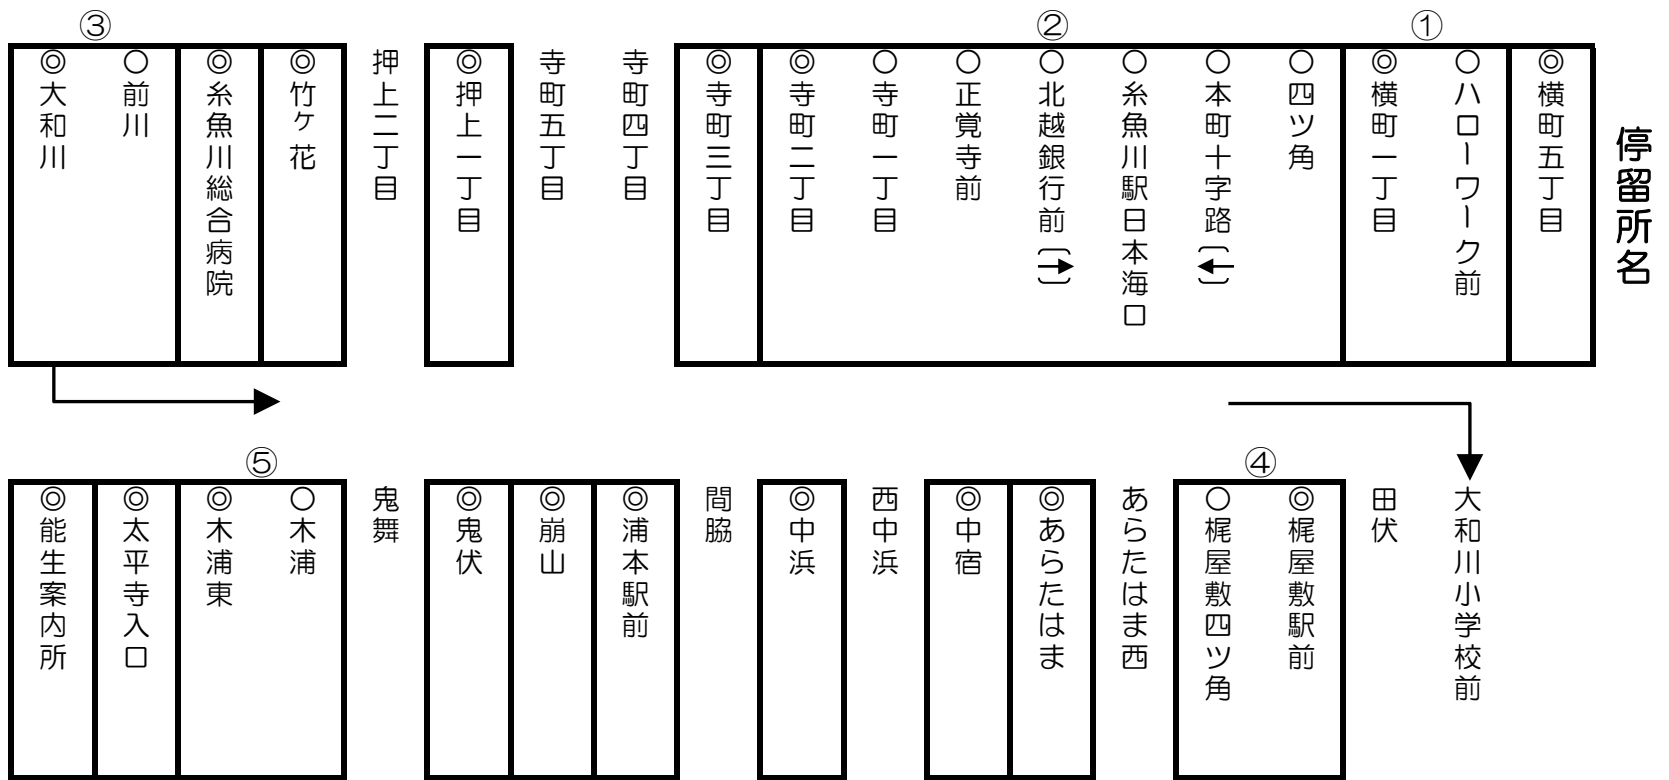 停留所名
①
◎横町五丁目
○ハローワーク前
◎横町一丁目
②
○四ツ角
○本町十字路(←)
○糸魚川駅日本海口
○北越銀行前(→)
○正覚寺前
○寺町一丁目
◎寺町二丁目
◎寺町三丁目
寺町四丁目
寺町五丁目
◎押上一丁目
押上二丁目
③
◎竹ケ花
◎糸魚川総合病院
○前川
◎大和川
大和川小学校前
田伏
④
◎梶屋敷駅前
○梶屋敷四ツ角
あらたはま西
◎あらたはま
◎中宿
西中浜
◎中浜
間脇
◎浦本駅前
◎崩山
◎鬼伏
鬼舞
⑤
○木浦
◎木浦東
◎太平寺入口
◎能生案内所